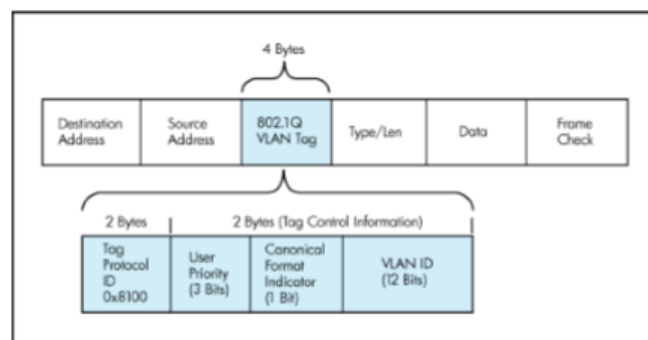 4 Bytes
Destination
Address
Source
Address
802.1Q
VLAN Tag
Type/Len
Data
Frame
Check
2 Bytes
2 Bytes (Tag Control Information)
Tag
Protocol
ID
0x8100
User
Priority
(3 Bits)
Canonical
Format
Indicator
(1 Bit)
VLAN ID
(12 Bits)